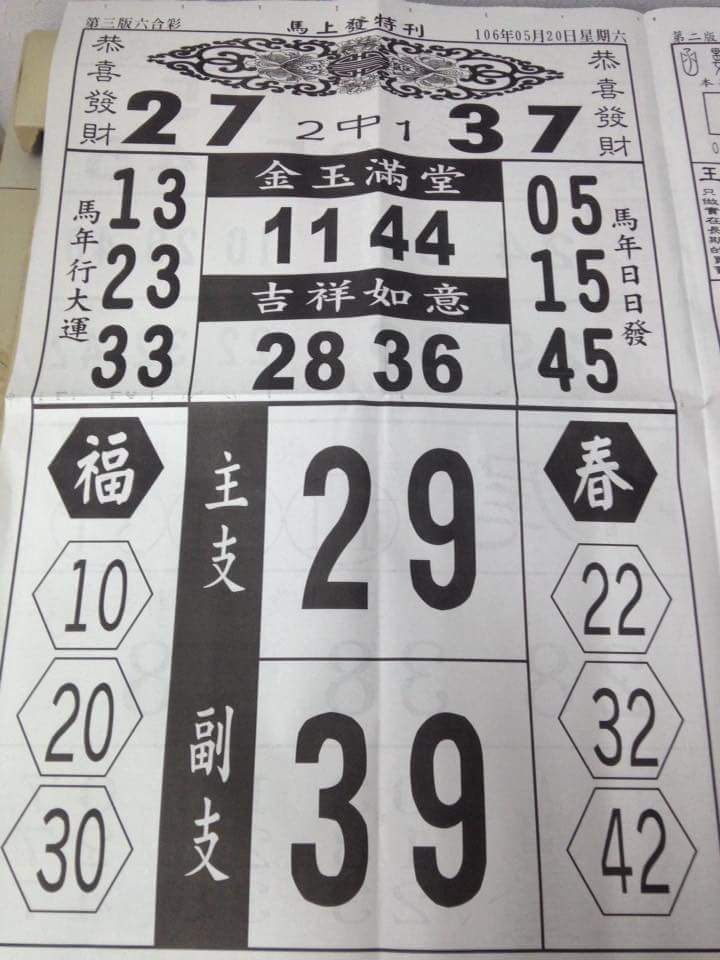 第三版六合彩 馬上發特刊 106年05月20日星期六
恭喜發財 27 2中1 37 恭喜發財
馬年行大運
13
23
33
金玉滿堂
11 44
吉祥如意
28 36
05
15
45
馬年日日發
福
10
20
30
主支 29
副支 39
春
22
32
42
第二版